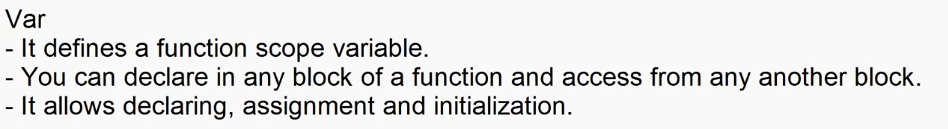 Var
- It defines a function scope variable.
- You can declare in any block of a function and access from any another block.
- It allows declaring, assignment and initialization.